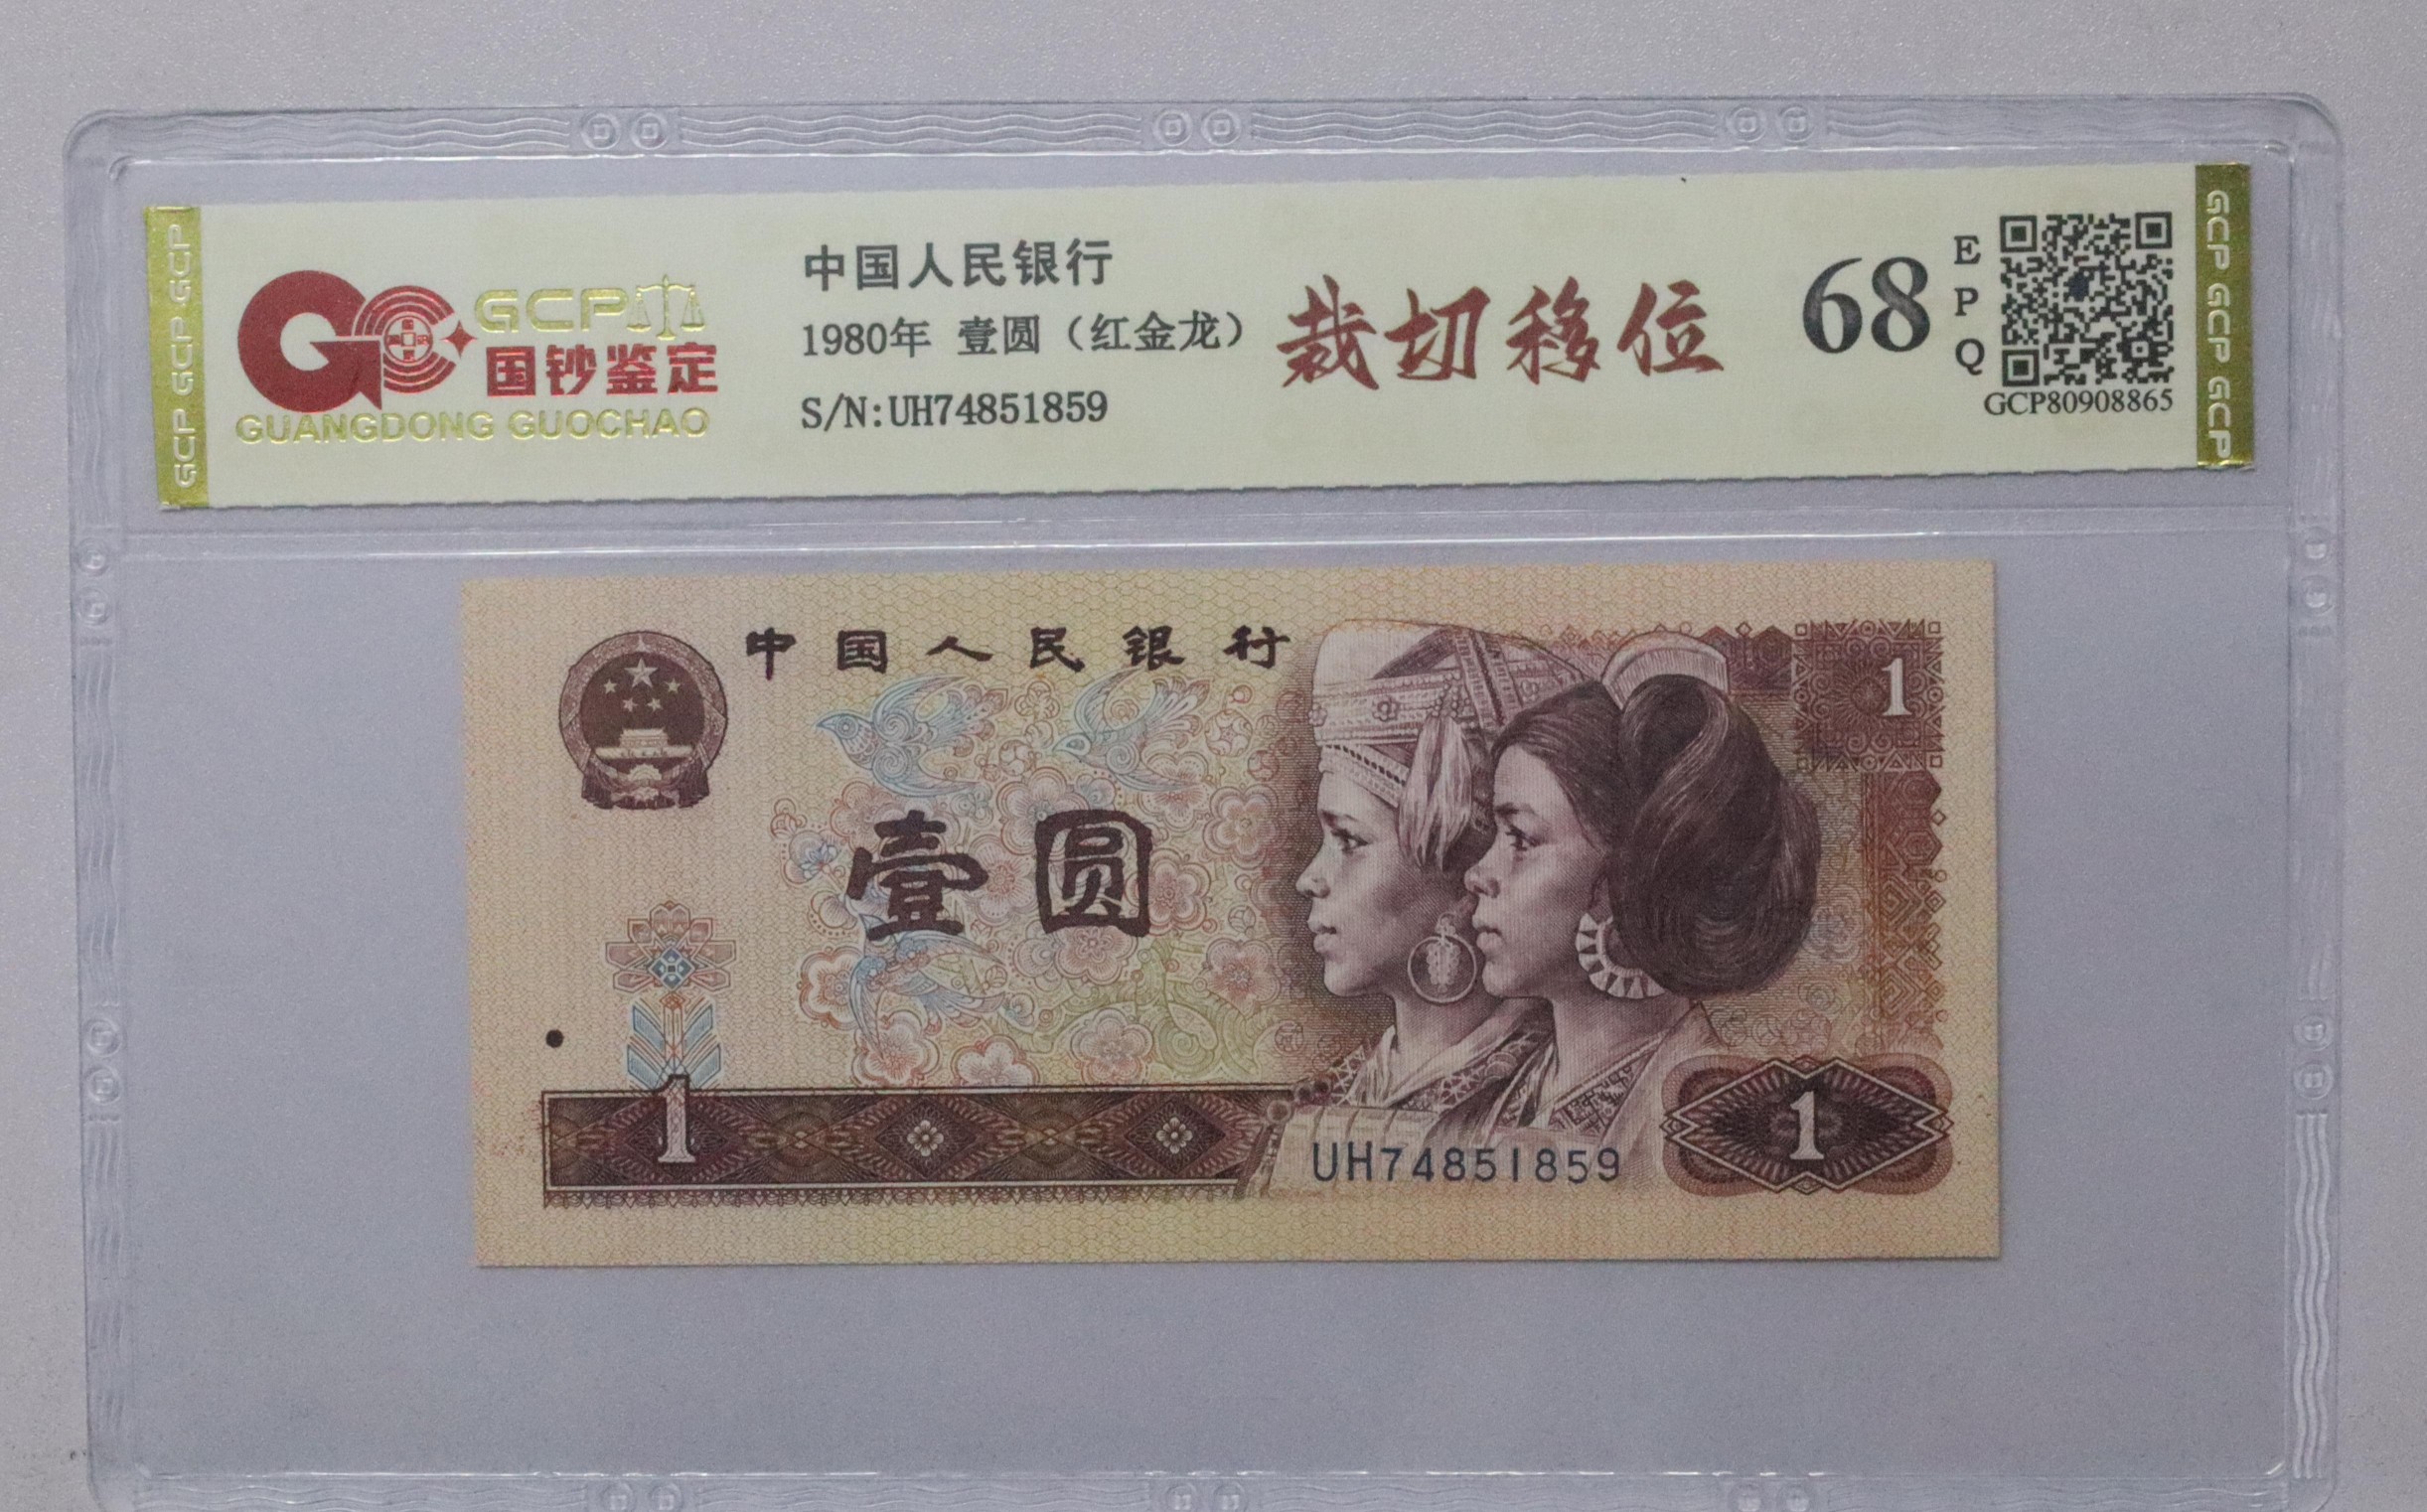 GCP GCP GCP
GCP
国钞鉴定
GUANGDONG GUOCHAO
中国人民银行
1980年 壹圆（红金龙）
S/N:UH74851859
裁切移位
68
EPQ
GCP80908865
GCP GCP GCP
中国人民银行
1
壹圆
1
UH74851859
1